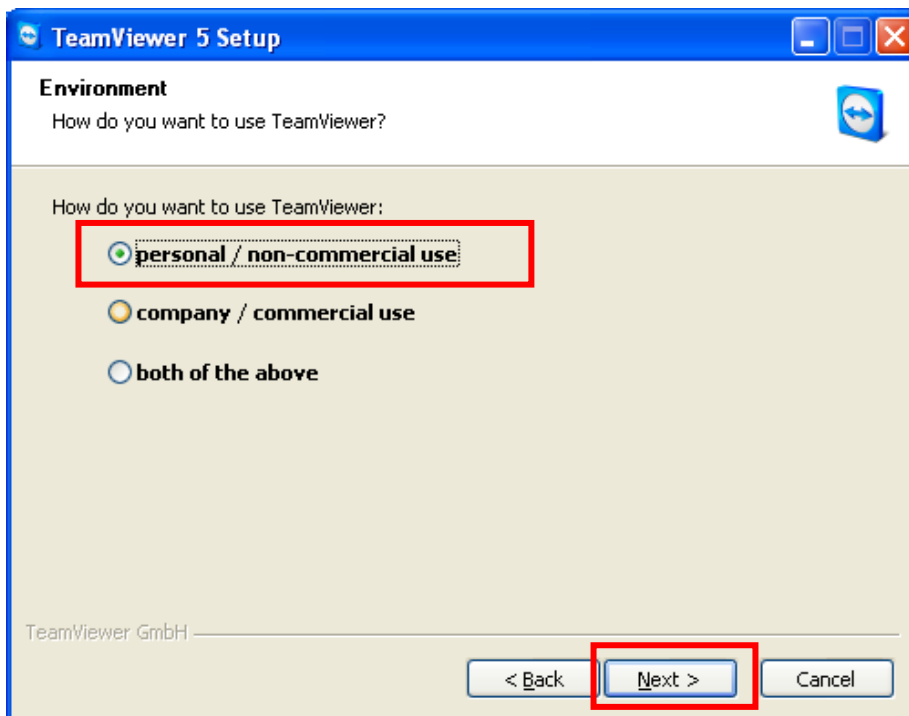 TeamViewer 5 Setup
Environment
How do you want to use TeamViewer?
How do you want to use TeamViewer:
personal / non-commercial use
company / commercial use
both of the above
TeamViewer GmbH
< Back Next > Cancel